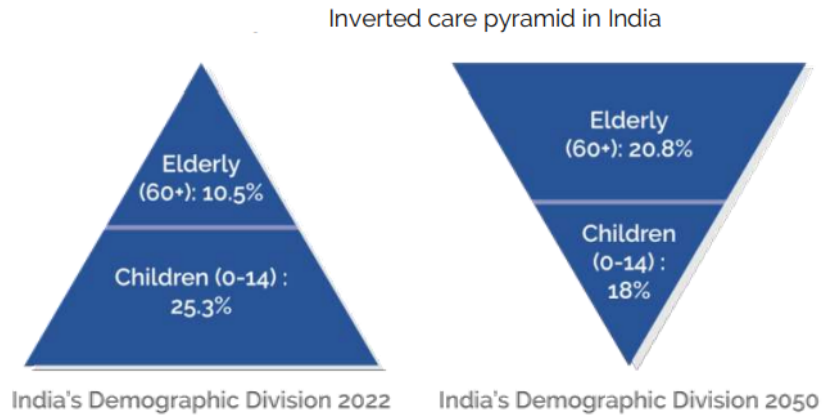 Inverted care pyramid in India
Elderly
(60+): 10.5%
Children (0-14) :
25.3%
India's Demographic Division 2022
Elderly
(60+): 20.8%
Children
(0-14) :
18%
India's Demographic Division 2050